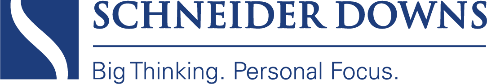 SCHNEIDER DOWNS
Big Thinking. Personal Focus.